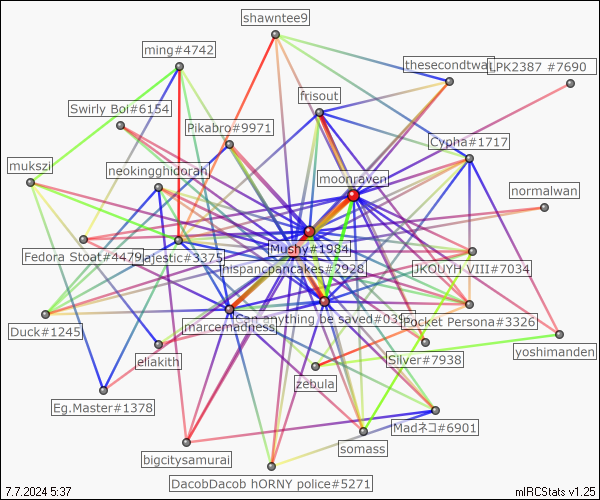 shawntee9
ming#4742
thesecondtwal
LPK2387 #7690
frisout
Swirly Boi#6154
Pikabro#9971
Cypha#1717
mukszi
neokingghidorah
moonraven
normalwan
Mushy#1984
Fedora Stoat#4479
ajestic#3375
hispancpancakes#2928
JKQUYH VIII#7034
Duck#1245
marcemadness
Can anything be saved#039
Pocket Persona#3326
eliakith
Silver#7938
yoshimanden
zebula
Eg.Master#1378
Madネコ#6901
somass
bigcitysamurai
DacobDacob hORNY police#5271
7.7.2024 5:37
mIRCStats v1.25